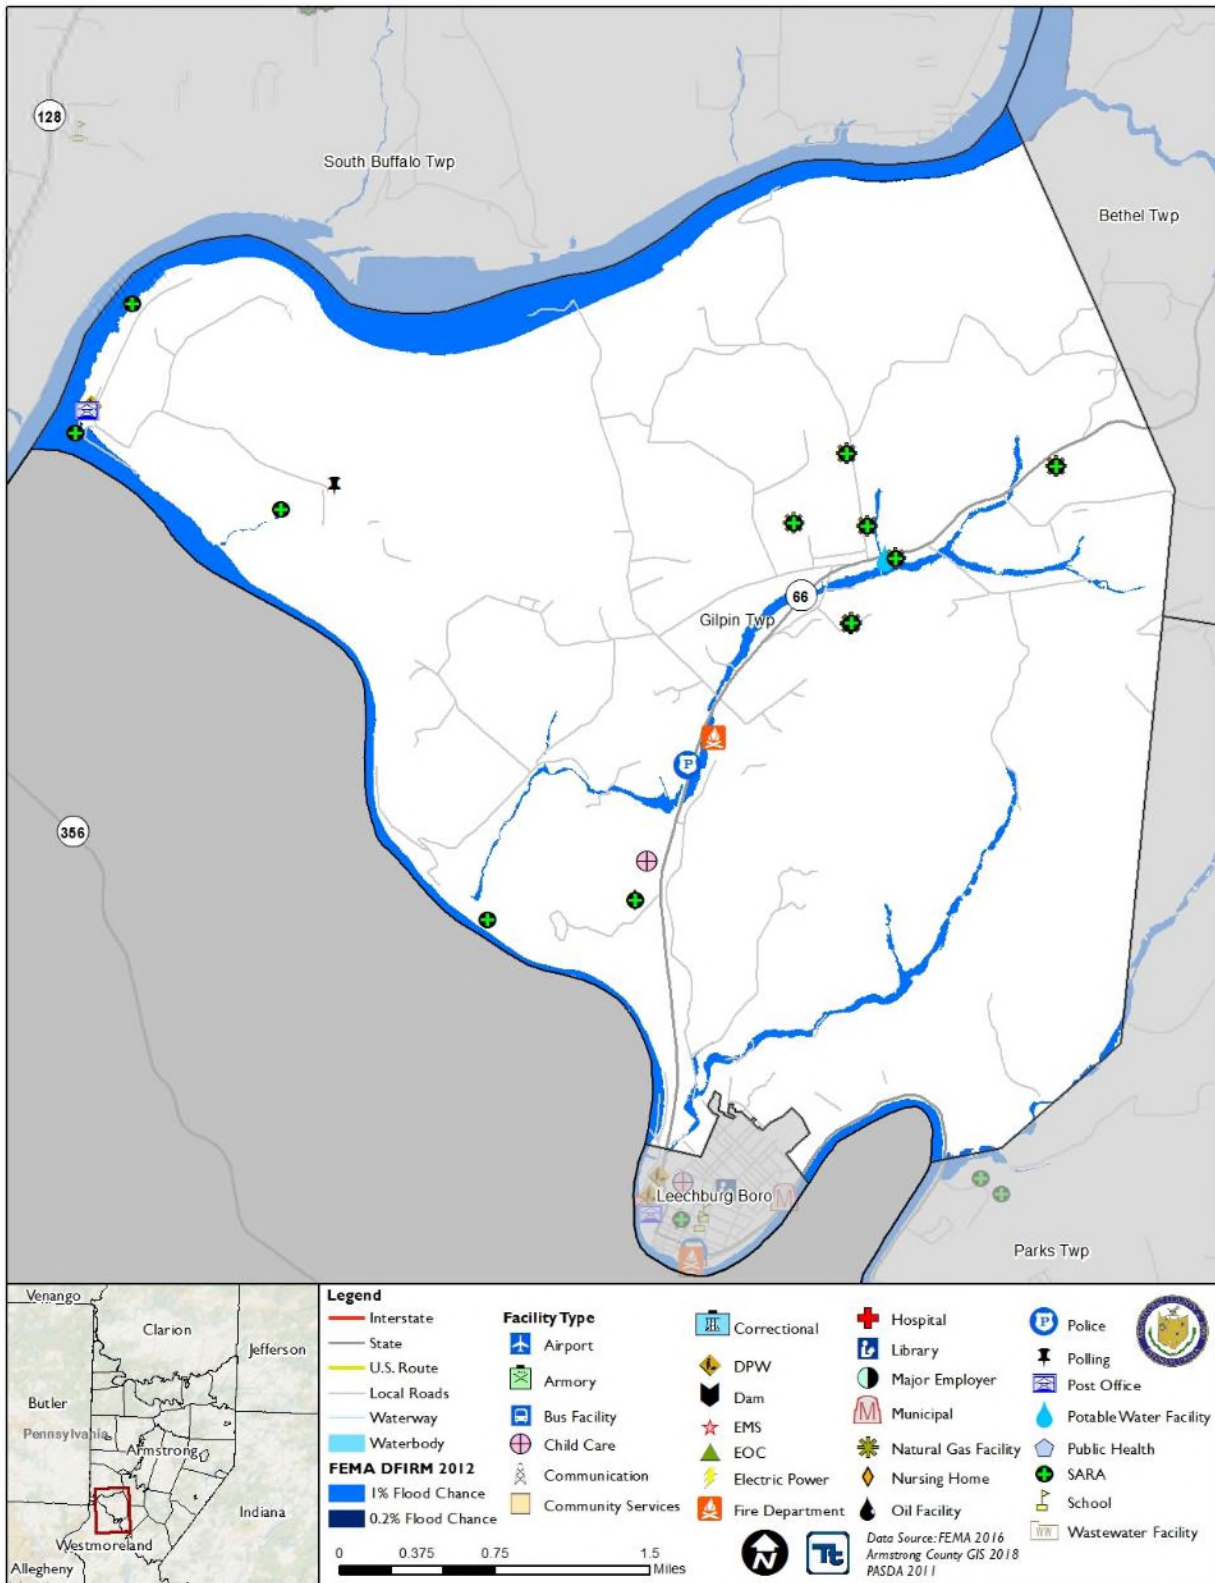 128
South Buffalo Twp
Bethel Twp
66
Gilpin Twp
P
356
Leechburg Boro
M
Parks Twp
Venango
Clarion
Jefferson
Butler
Pennsylvania
Armstrong
Indiana
Westmoreland
Allegheny
Legend
Interstate
State
U.S. Route
Local Roads
Waterway
Waterbody
FEMA DFIRM 2012
1% Flood Chance
0.2% Flood Chance
0 0.375 0.75 1.5
Miles
Facility Type
Airport
Armory
Bus Facility
Child Care
Communication
Community Services
Correctional
DPW
Dam
EMS
EOC
Electric Power
Fire Department
N
Tt
Hospital
Library
Major Employer
M Municipal
Natural Gas Facility
Nursing Home
Oil Facility
Data Source: FEMA 2016
Armstrong County GIS 2018
PASDA 2011
P Police
Polling
Post Office
Potable Water Facility
Public Health
SARA
School
WW Wastewater Facility